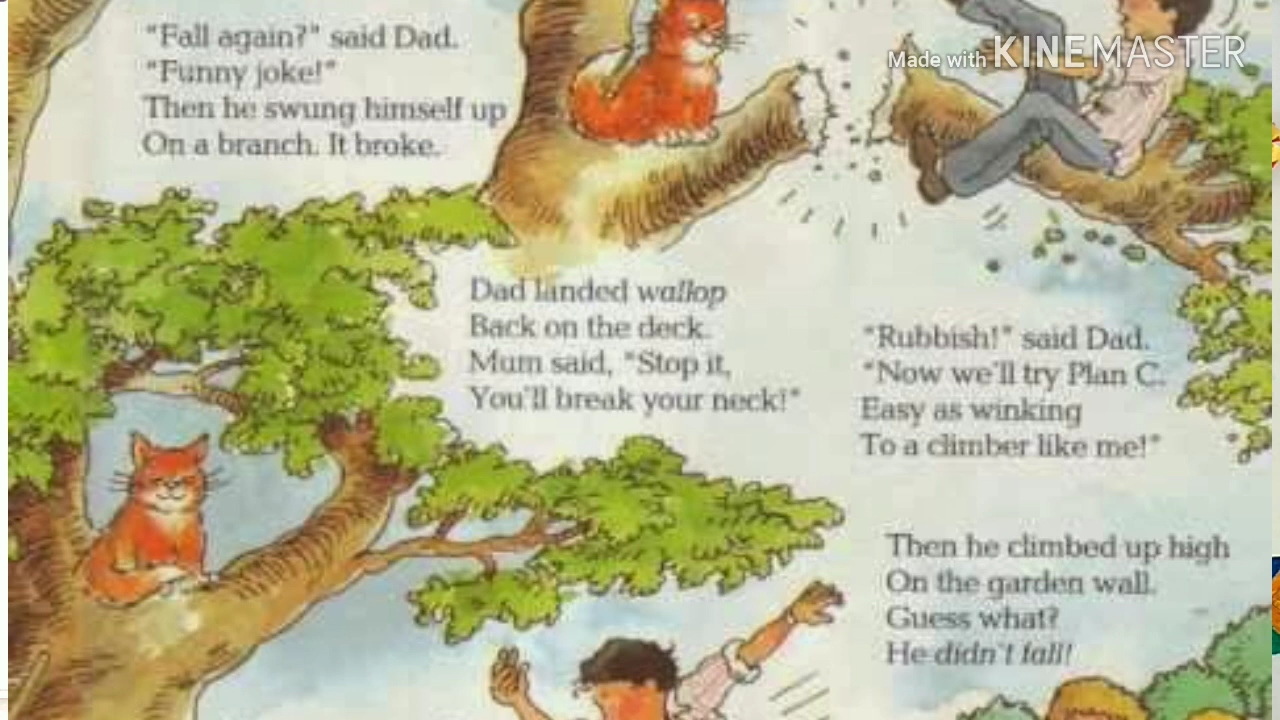 "Fall again?" said Dad.
"Funny joke!"
Then he swung himself up
On a branch. It broke.
Made with KINEMASTER
Dad landed wallop
Back on the deck.
Mum said, "Stop it,
You'll break your neck!"
"Rubbish!" said Dad.
"Now we'll try Plan C.
Easy as winking
To a climber like me!"
Then he climbed up high
On the garden wall.
Guess what?
He didn't fall!